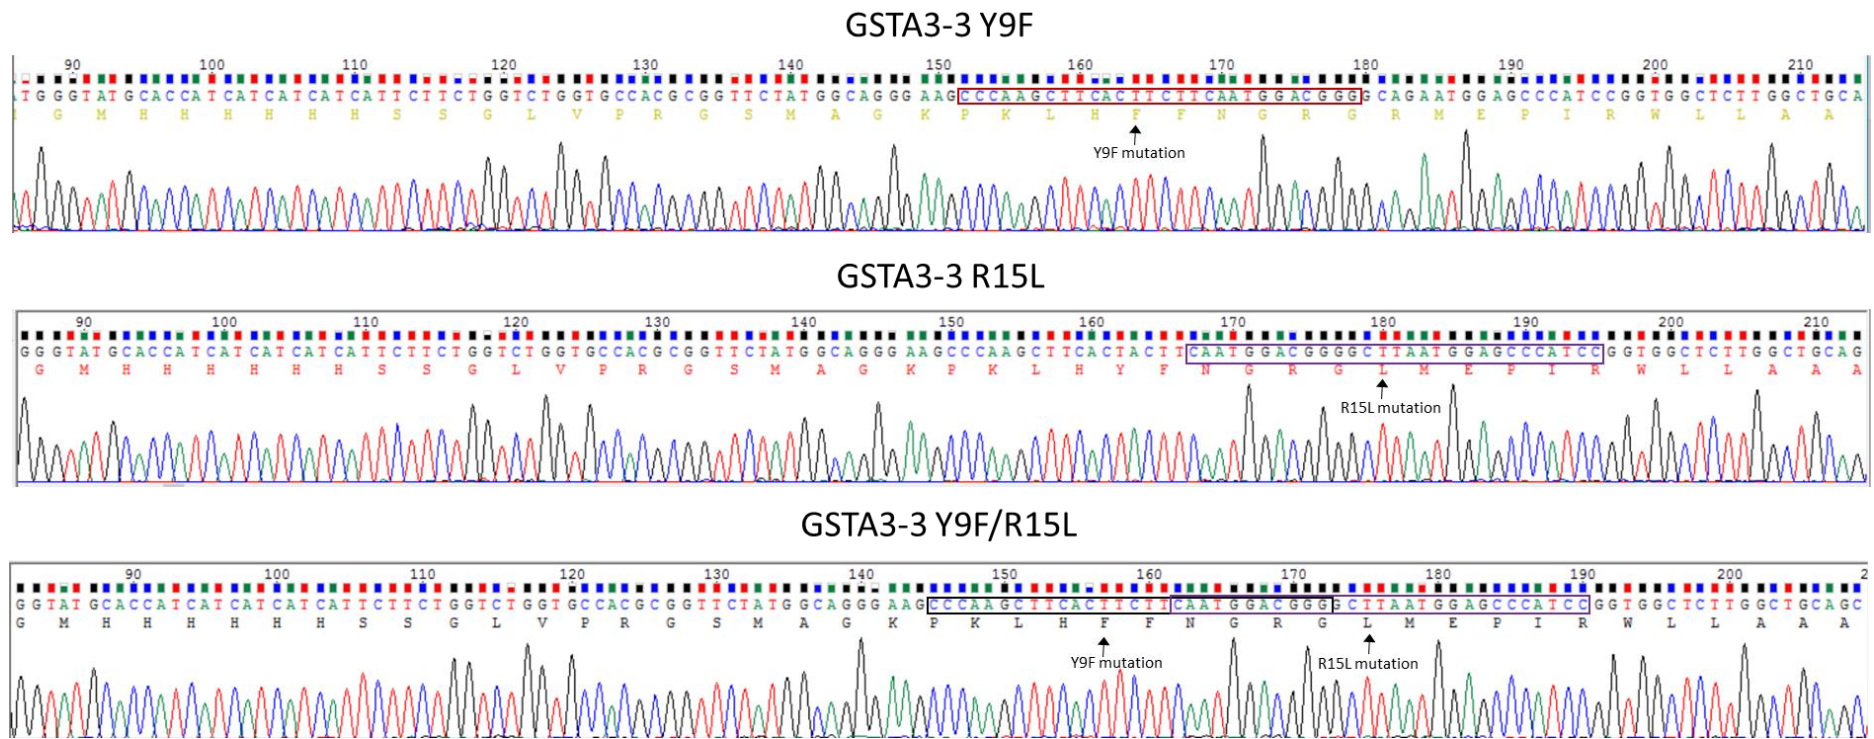 GSTA3-3 Y9F
90 100 110 120 130 140 150 160 170 180 190 200 210
TGGGTATGCACCATCATCATCATCATTCTTCTGGTCTGGTGCCACGCGGTTCTATGGCAGGGAAGCCCAAGCTTCACTTCTTCAATGGACGGGGCAGAATGGAGCCCATCCGGTGGCTCTTGGCTGCA
G M H H H H H H S S G L V P R G S M A G K P K L H F F N G R G R M E P I R W L L A A
Y9F mutation
GSTA3-3 R15L
90 100 110 120 130 140 150 160 170 180 190 200 210
GGGTATGCACCATCATCATCATCATTCTTCTGGTCTGGTGCCACGCGGTTCTATGGCAGGGAAGCCCAAGCTTCACTACTTCAATGGACGGGGCTTAATGGAGCCCATCCGGTGGCTCTTGGCTGCAG
G M H H H H H H S S G L V P R G S M A G K P K L H Y F N G R G L M E P I R W L L A A A
R15L mutation
GSTA3-3 Y9F/R15L
90 100 110 120 130 140 150 160 170 180 190 200 2
GGTATGCACCATCATCATCATCATTCTTCTGGTCTGGTGCCACGCGGTTCTATGGCAGGGAAGCCCAAGCTTCACTTCTTCAATGGACGGGGCTTAATGGAGCCCATCCGGTGGCTCTTGGCTGCAGC
G M H H H H H H S S G L V P R G S M A G K P K L H F F N G R G L M E P I R W L L A A A
Y9F mutation R15L mutation